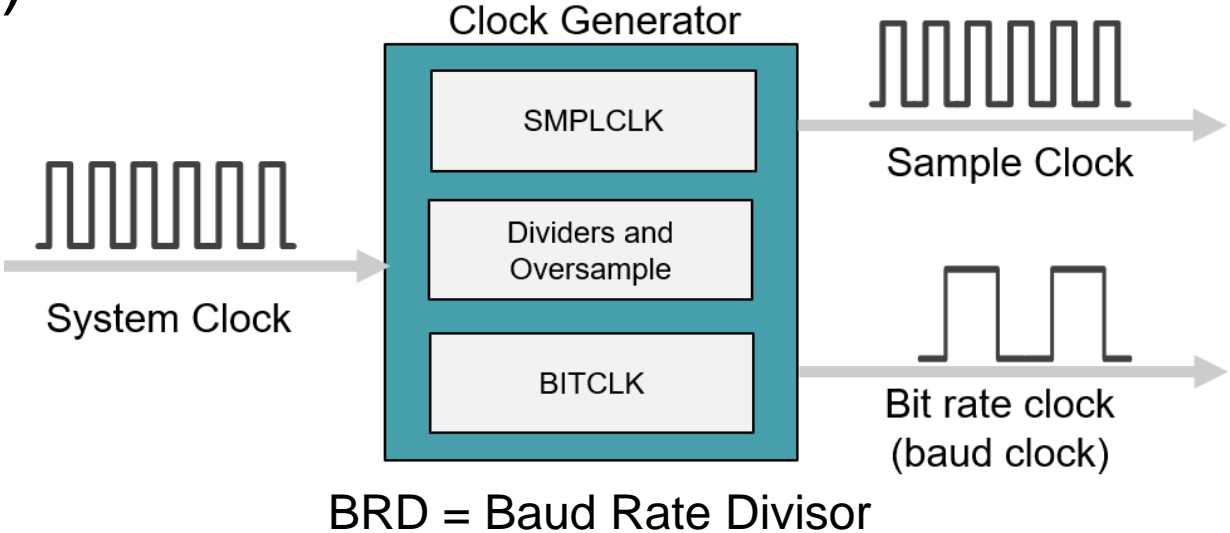 )
Clock Generator
SMPLCLK
Dividers and
Oversample
BITCLK
System Clock
Sample Clock
Bit rate clock
(baud clock)
BRD = Baud Rate Divisor